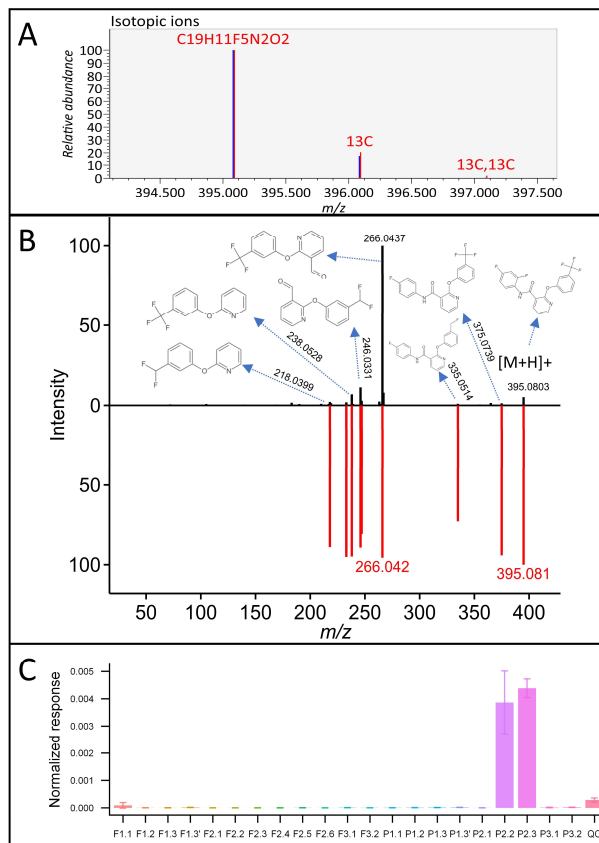 A
Isotopic ions
C19H11F5N2O2
13C
13C,13C
Relative abundance
100
90
80
70
60
50
40
30
20
10
0
394.500 395.000 395.500 396.000 396.500 397.000 397.500
m/z
B
266.0437
238.0528
246.0331
218.0399
335.0514
375.0739
[M+H]+
395.0803
Intensity
100
50
0
50
100
266.042
395.081
50 100 150 200 250 300 350 400
m/z
C
Normalized response
0.005
0.004
0.003
0.002
0.001
0.000
F1.1 F1.2 F1.3 F1.3' F2.1 F2.2 F2.3 F2.4 F2.5 F2.6 F3.1 F3.2 P1.1 P1.2 P1.3 P1.3' P2.1 P2.2 P2.3 P3.1 P3.2 QC